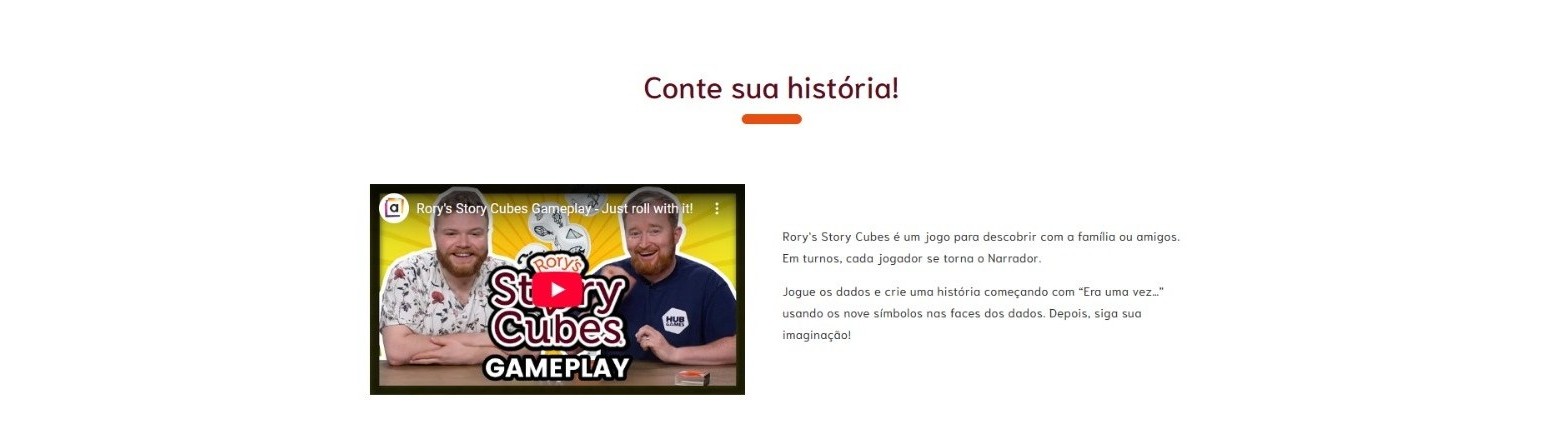 Conte sua história!
Rory's Story Cubes Gameplay - Just roll with it!
Rory's
Story
Cubes
GAMEPLAY
HUB
GAMES
Rory's Story Cubes é um jogo para descobrir com a família ou amigos.
Em turnos, cada jogador se torna o Narrador.
Jogue os dados e crie uma história começando com “Era uma vez…”
usando os nove símbolos nas faces dos dados. Depois, siga sua
imaginação!